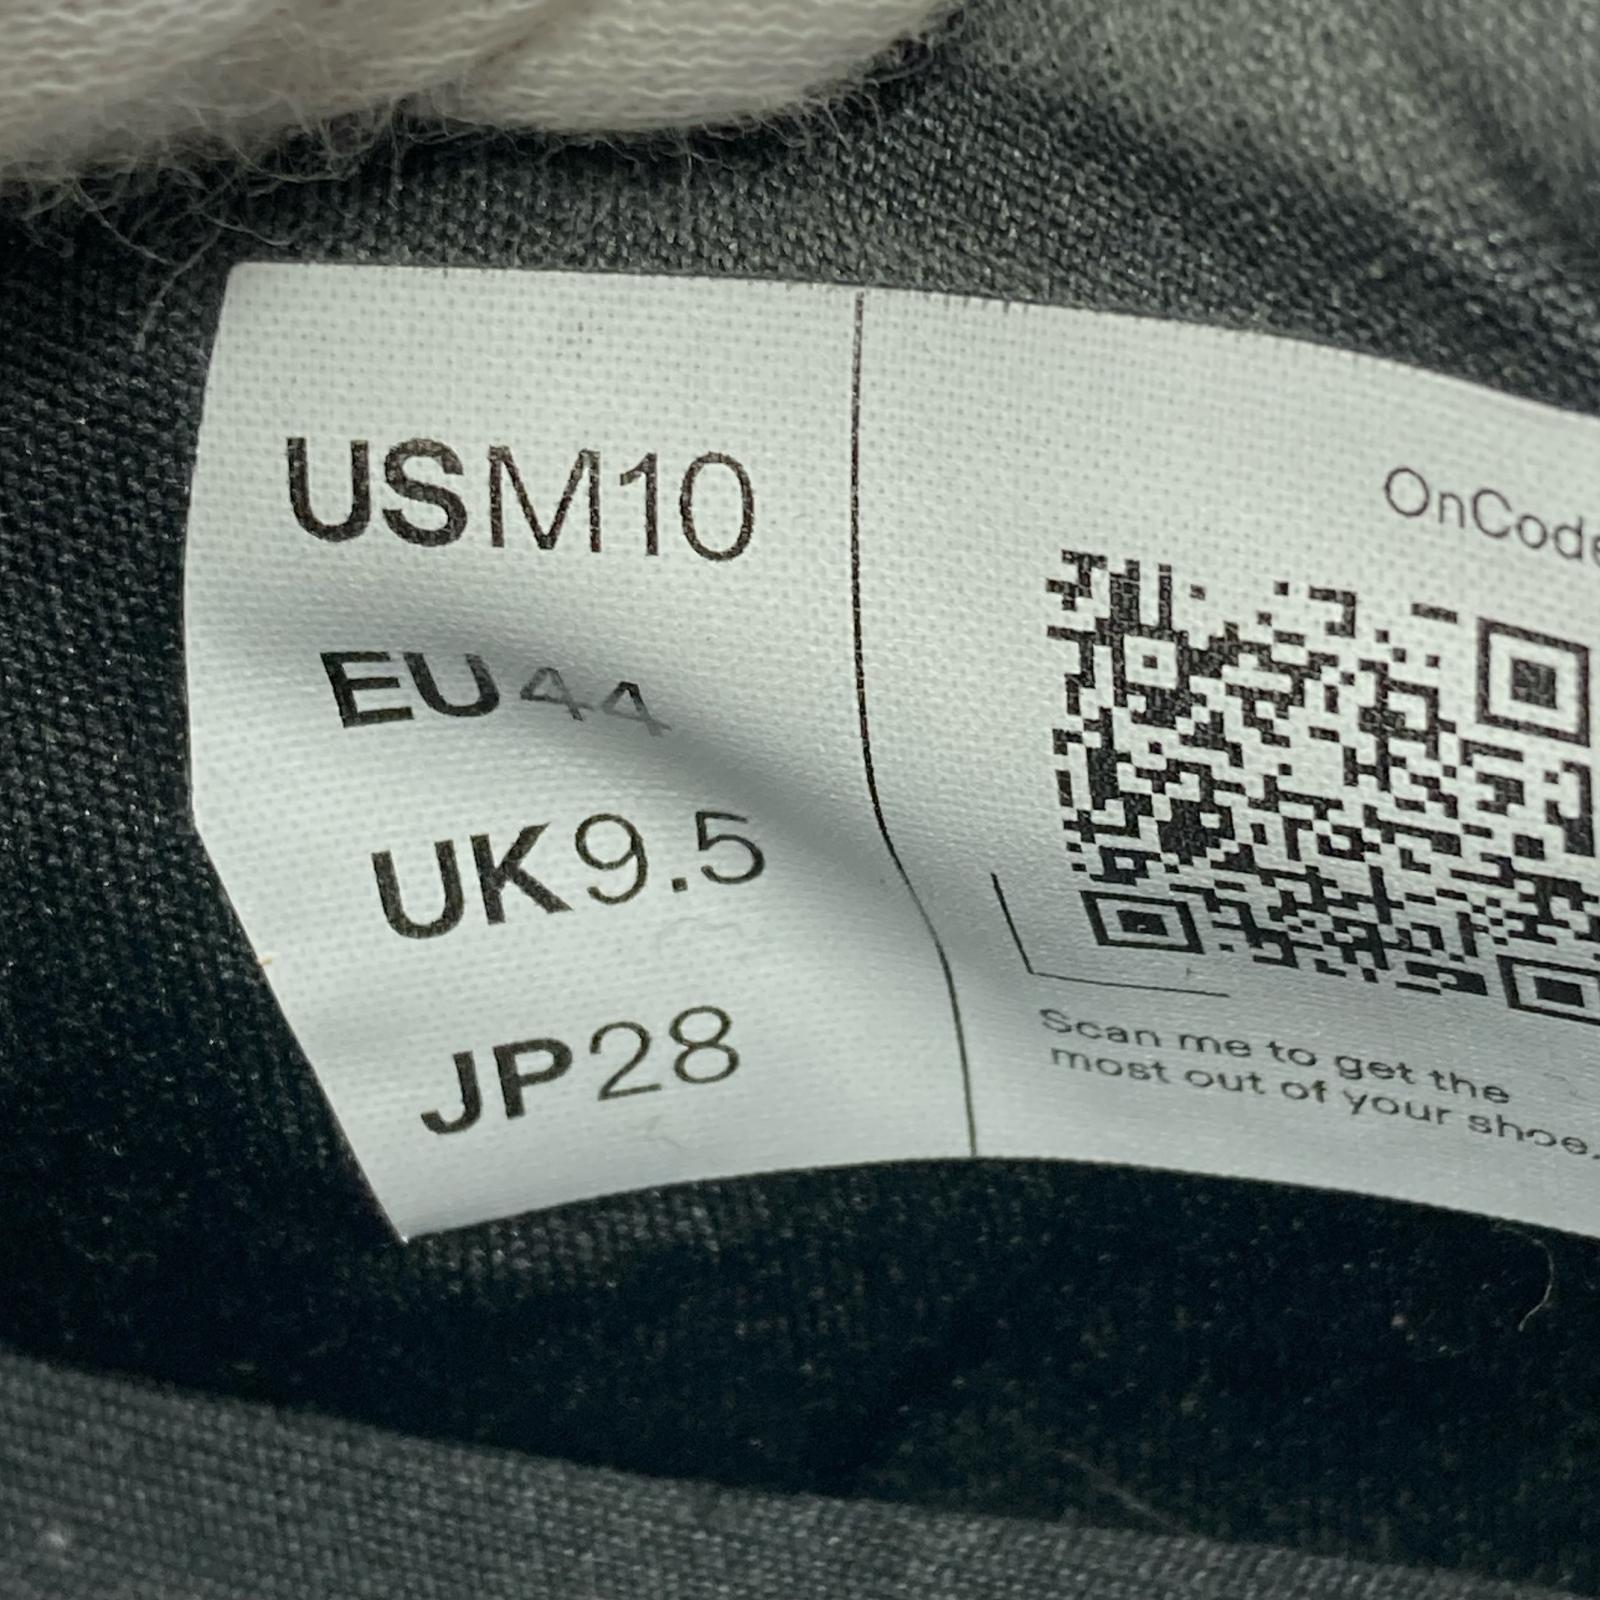 USM10
EU44
UK9.5
JP28
OnCode
Scan me to get the
most out of your shoe.